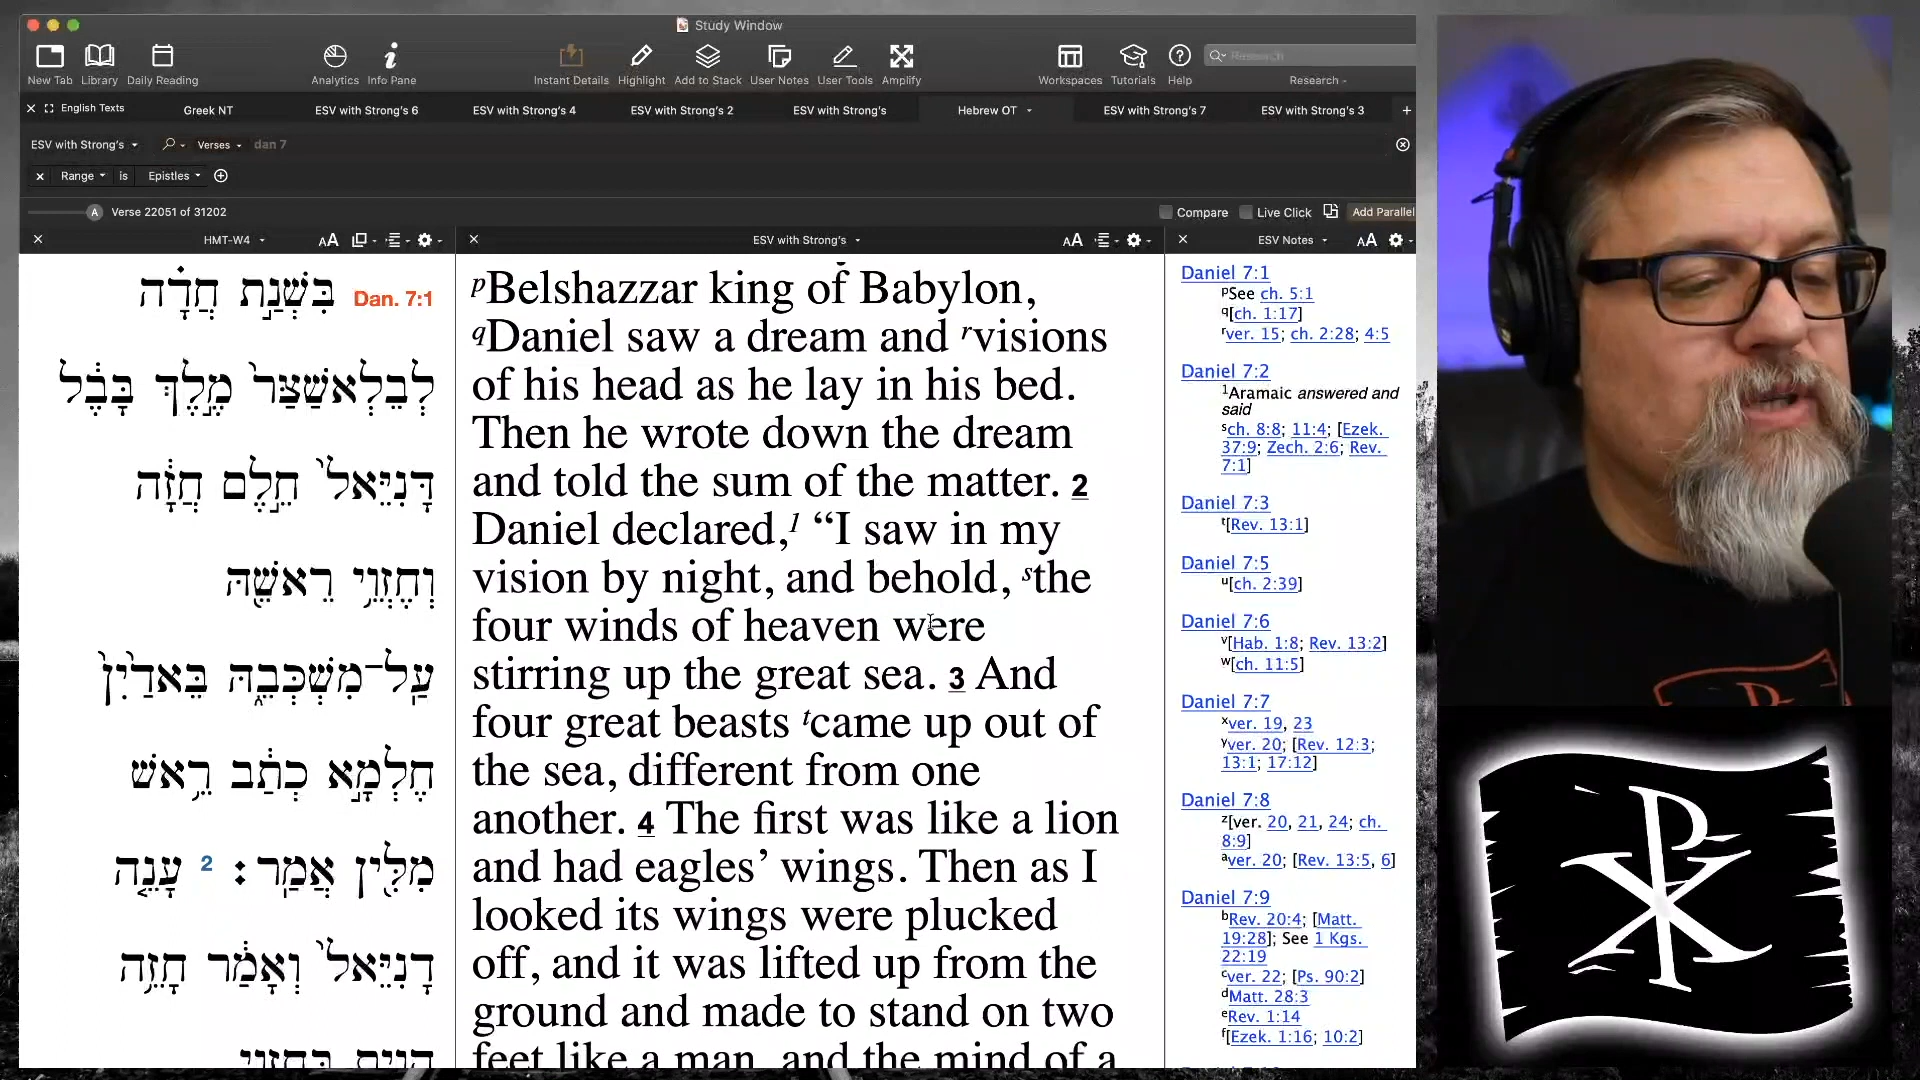 Study Window
New Tab Library Daily Reading Analytics Info Pane Instant Details Highlight Add to Stack User Notes User Tools Amplify Workspaces Tutorials Help Research
Research
English Texts Greek NT ESV with Strong's 6 ESV with Strong's 4 ESV with Strong's 2 ESV with Strong's Hebrew OT ESV with Strong's 7 ESV with Strong's 3 +
ESV with Strong's Verses dan 7
Range is Epistles
A Verse 22051 of 31202 Compare Live Click Add Parallel
HMT-W4
Dan. 7:1 בִּשְׁנַ֣ת חֲדָ֗ה
לְבֵלְאשַׁצַּר֙ מֶ֣לֶךְ בָּבֶ֔ל
דָּנִיֵּאל֙ חֵ֣לֶם חֲזָ֔ה
וְחֶזְוֵ֥י רֵאשֵׁ֖הּ
עַֽל־מִשְׁכְּבֵ֑הּ בֵּאדַ֙יִן֙
חֶלְמָ֣א כְתַ֔ב רֵ֥אשׁ
מִלִּ֖ין אֲמַֽר׃ 2 עָנֵ֤ה
דָנִיֵּאל֙ וְאָמַ֔ר חָזֵ֥ה
הֲוֵ֛ית בְּחֶזְוִ֖י
ESV with Strong's
pBelshazzar king of Babylon,
qDaniel saw a dream and rvisions
of his head as he lay in his bed.
Then he wrote down the dream
and told the sum of the matter. 2
Daniel declared,1 “I saw in my
vision by night, and behold, sthe
four winds of heaven were
stirring up the great sea. 3 And
four great beasts tcame up out of
the sea, different from one
another. 4 The first was like a lion
and had eagles’ wings. Then as I
looked its wings were plucked
off, and it was lifted up from the
ground and made to stand on two
feet like a man, and the mind of a
ESV Notes
Daniel 7:1
pSee ch. 5:1
q[ch. 1:17]
rver. 15; ch. 2:28; 4:5
Daniel 7:2
1Aramaic answered and
said
sch. 8:8; 11:4; [Ezek.
37:9; Zech. 2:6; Rev.
7:1]
Daniel 7:3
t[Rev. 13:1]
Daniel 7:5
u[ch. 2:39]
Daniel 7:6
v[Hab. 1:8; Rev. 13:2]
w[ch. 11:5]
Daniel 7:7
xver. 19, 23
yver. 20; [Rev. 12:3;
13:1; 17:12]
Daniel 7:8
z[ver. 20, 21, 24; ch.
8:9]
aver. 20; [Rev. 13:5, 6]
Daniel 7:9
bRev. 20:4; [Matt.
19:28]; See 1 Kgs.
22:19
cver. 22; [Ps. 90:2]
dMatt. 28:3
eRev. 1:14
f[Ezek. 1:16; 10:2]